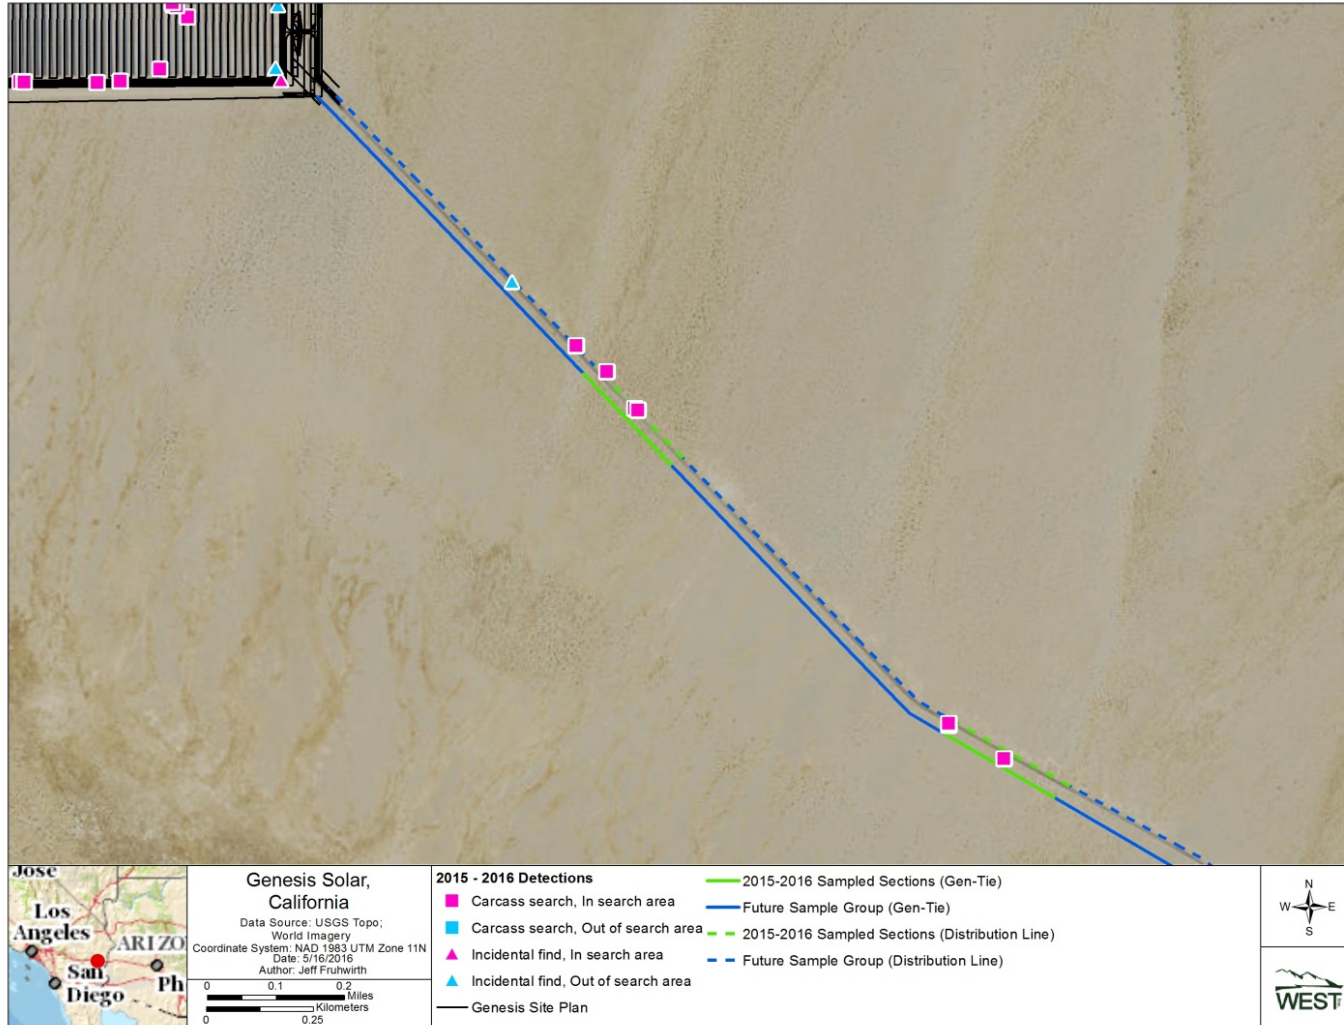 Jose
Los
Angeles
ARIZO
San
Diego
Ph
Genesis Solar,
California
Data Source: USGS Topo;
World Imagery
Coordinate System: NAD 1983 UTM Zone 11N
Date: 5/16/2016
Author: Jeff Fruhwirth
0 0.1 0.2
Miles
Kilometers
0 0.25
2015 - 2016 Detections
Carcass search, In search area
Carcass search, Out of search area
Incidental find, In search area
Incidental find, Out of search area
Genesis Site Plan
2015-2016 Sampled Sections (Gen-Tie)
Future Sample Group (Gen-Tie)
2015-2016 Sampled Sections (Distribution Line)
Future Sample Group (Distribution Line)
N
W E
S
WEST